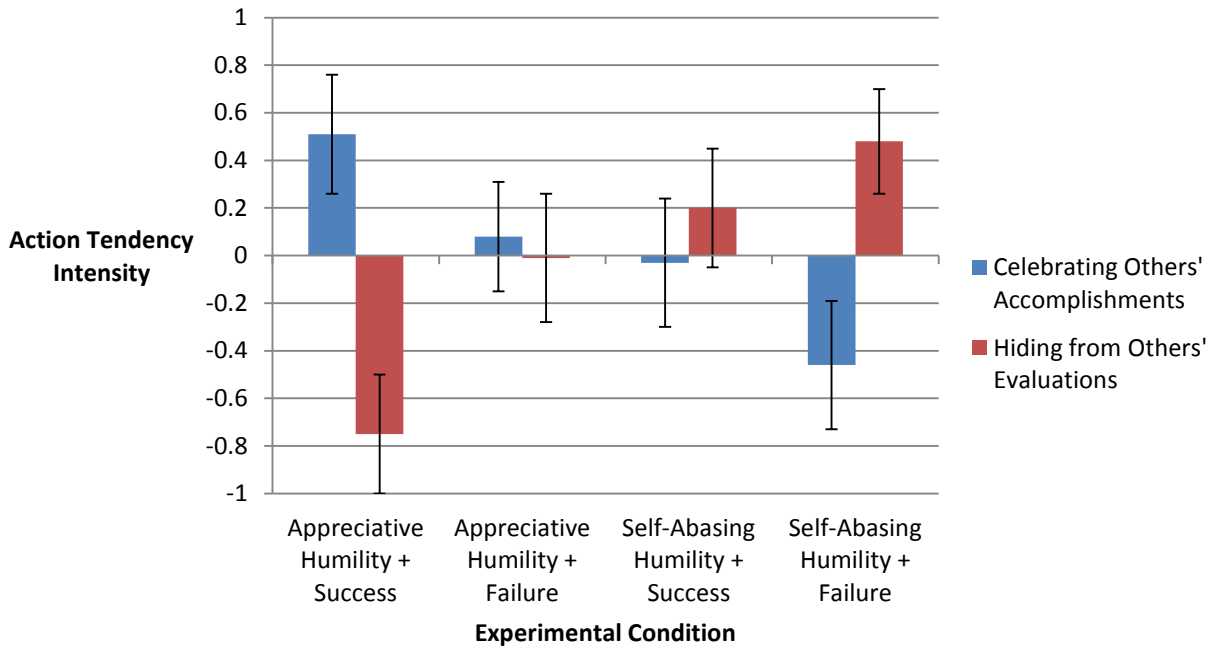 1
0.8
0.6
0.4
0.2
0
-0.2
-0.4
-0.6
-0.8
-1
Action Tendency
Intensity
Appreciative
Humility +
Success
Appreciative
Humility +
Failure
Self-Abasing
Humility +
Success
Self-Abasing
Humility +
Failure
Experimental Condition
Celebrating Others'
Accomplishments
Hiding from Others'
Evaluations